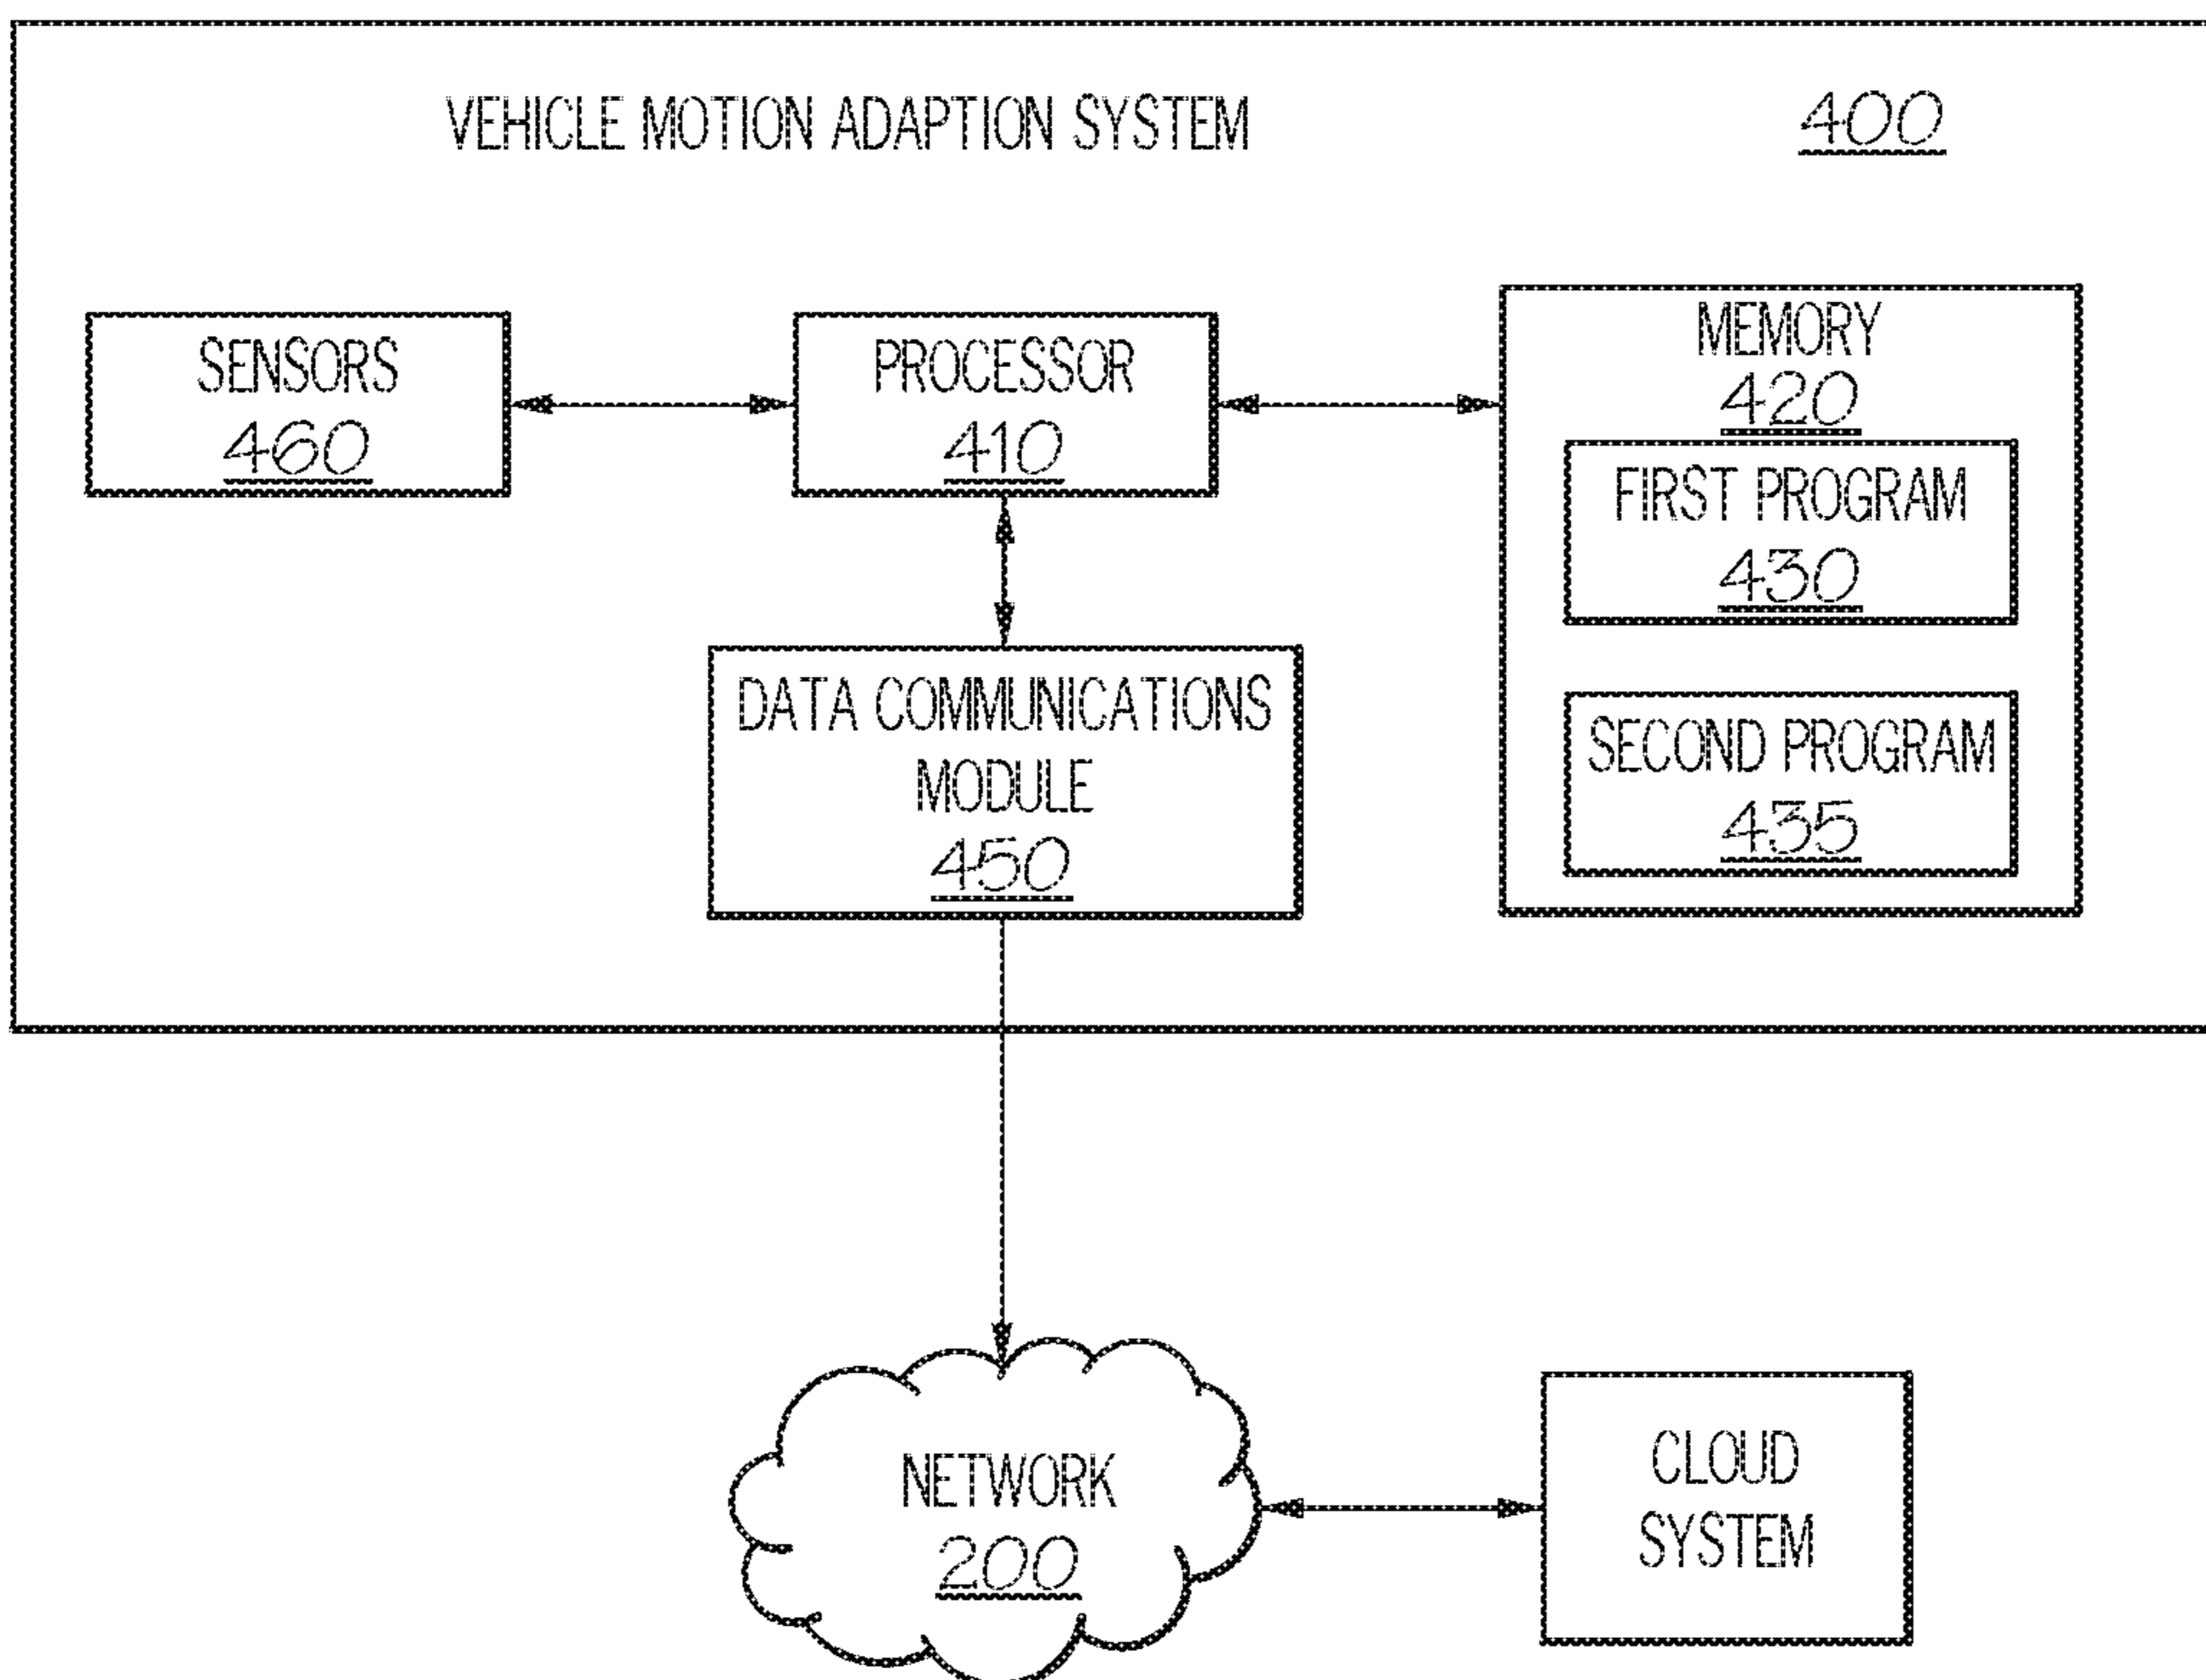 VEHICLE MOTION ADAPTION SYSTEM
400
SENSORS
460
PROCESSOR
410
MEMORY
420
FIRST PROGRAM
430
SECOND PROGRAM
435
DATA COMMUNICATIONS
MODULE
450
NETWORK
200
CLOUD
SYSTEM